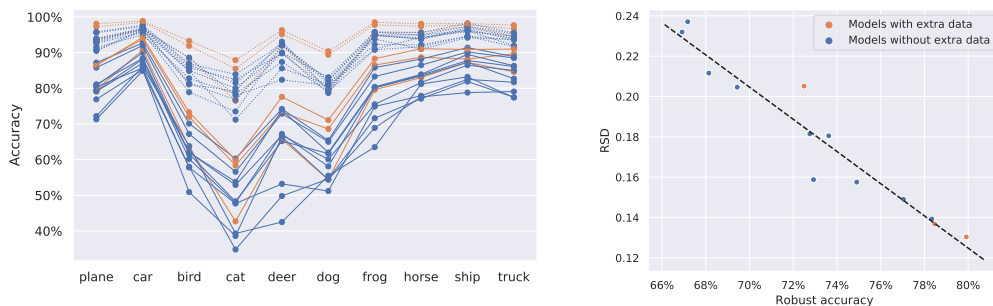 100%
90%
80%
70%
60%
50%
40%
Accuracy
plane car bird cat deer dog frog horse ship truck
0.24
0.22
0.20
0.18
0.16
0.14
0.12
RSD
Models with extra data
Models without extra data
66% 68% 70% 72% 74% 76% 78% 80%
Robust accuracy